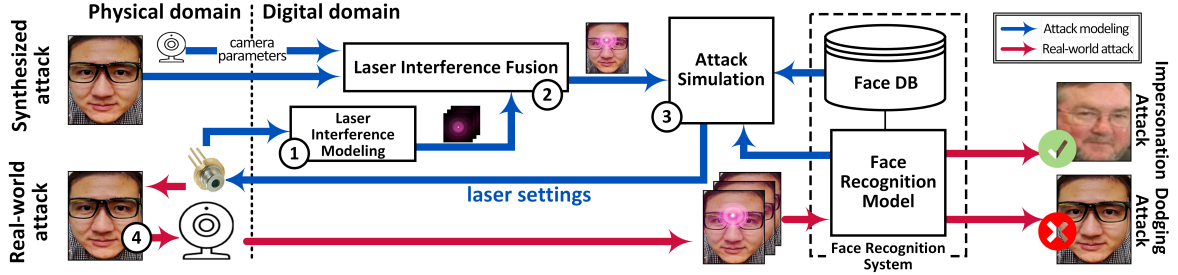 Physical domain
Digital domain
Synthesized
attack
camera
parameters
Laser Interference Fusion
2
Attack
Simulation
3
Face DB
Attack modeling
Real-world attack
Laser
Interference
Modeling
1
laser settings
Real-world
attack
4
Face
Recognition
Model
Face Recognition
System
Impersonation
Attack
Dodging
Attack